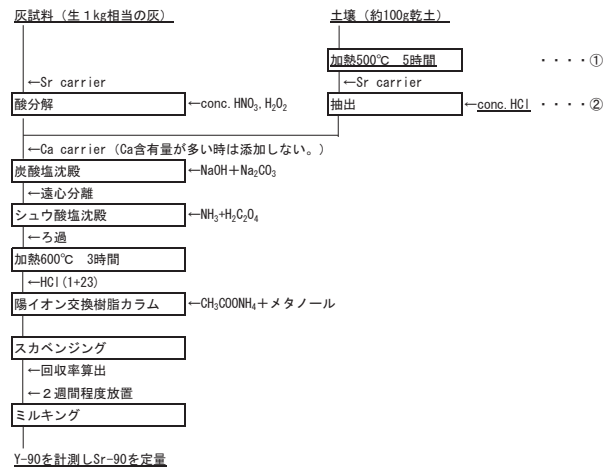 灰試料（生１kg相当の灰）　土壌（約100g乾土）
加熱500℃　5時間　・・・・①
←Sr carrier　←Sr carrier
酸分解　←conc.HNO₃,H₂O₂　抽出　←conc.HCl　・・・・②
←Ca carrier（Ca含有量が多い時は添加しない。）
炭酸塩沈殿　←NaOH＋Na₂CO₃
←遠心分離
シュウ酸塩沈殿　←NH₃+H₂C₂O₄
←ろ過
加熱600℃　3時間
←HCl(1+23)
陽イオン交換樹脂カラム　←CH₃COONH₄＋メタノール
スカベンジング
←回収率算出
←２週間程度放置
ミルキング
Y-90を計測しSr-90を定量